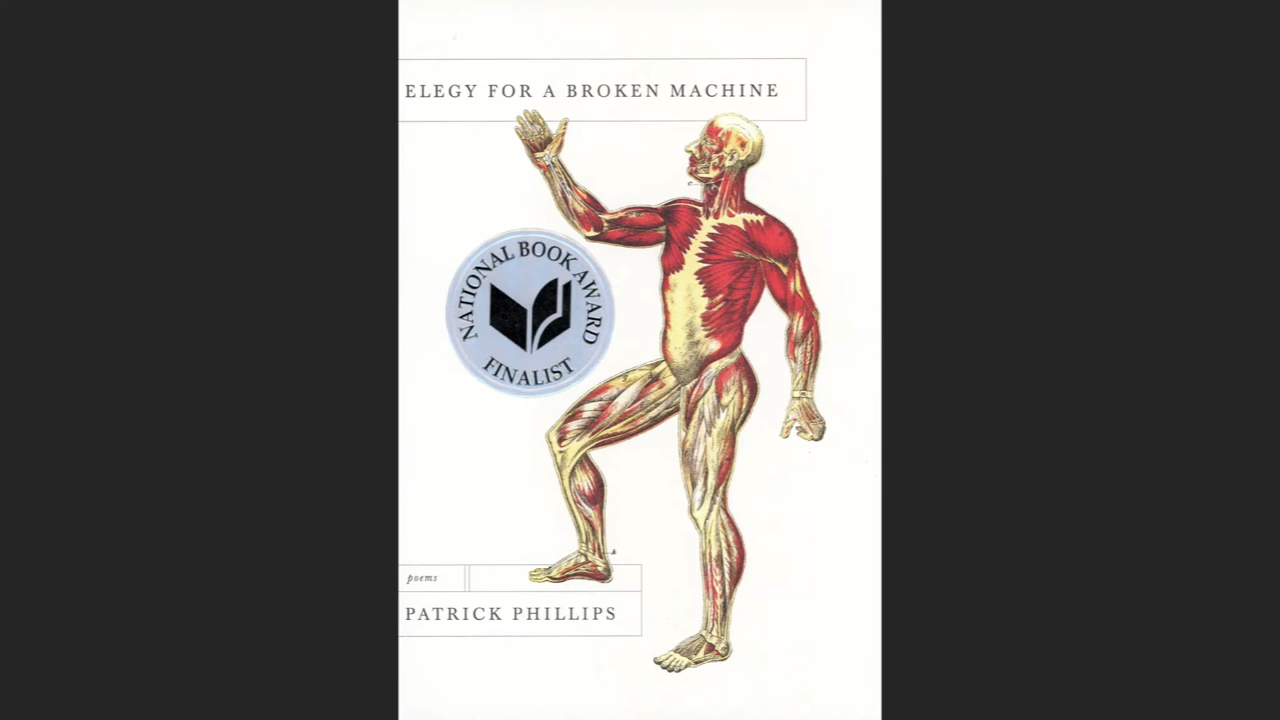 ELEGY FOR A BROKEN MACHINE
NATIONAL BOOK AWARD
FINALIST
poems
PATRICK PHILLIPS